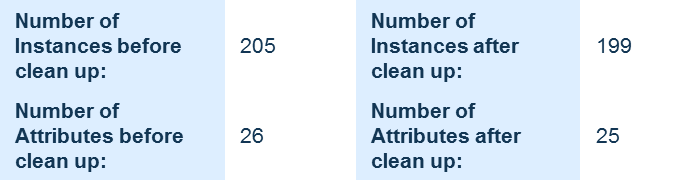 Number of
Instances before
clean up:
205
Number of
Instances after
clean up:
199
Number of
Attributes before
clean up:
26
Number of
Attributes after
clean up:
25